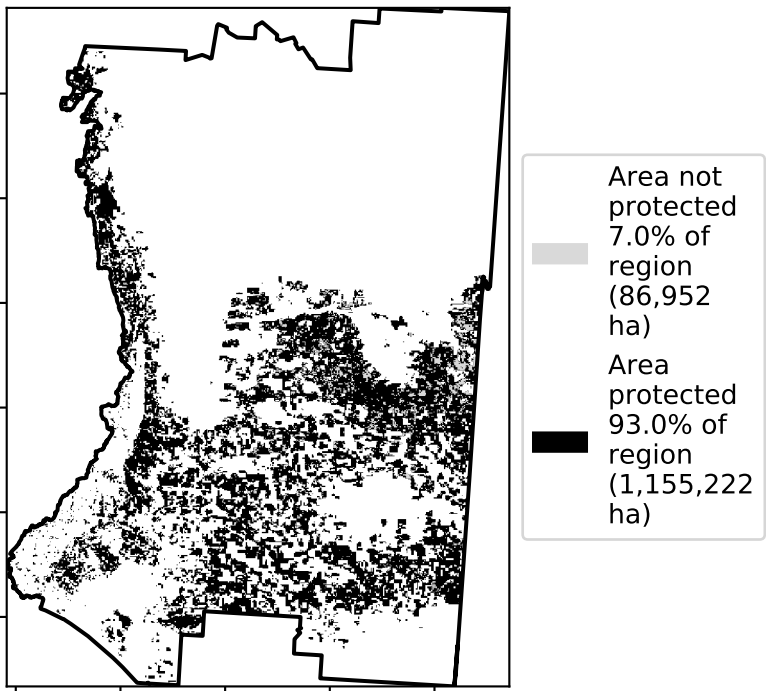 Area not
protected
7.0% of
region
(86,952
ha)
Area
protected
93.0% of
region
(1,155,222
ha)